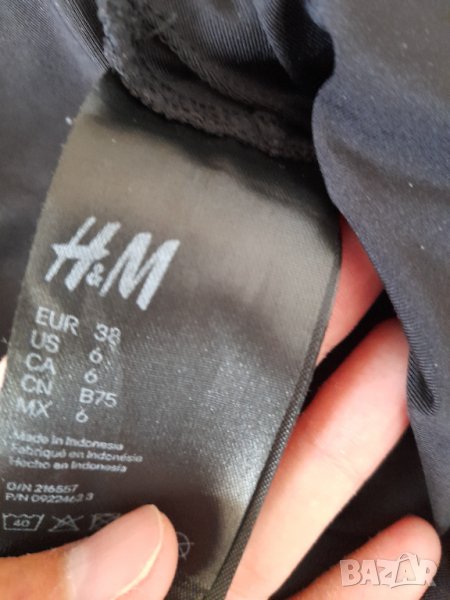 H&M
EUR 38
US 6
CA 6
CN B75
MX 6
Made in Indonesia
Fabriqué en Indonésie
Hecho en Indonesia
O/N 216557
P/N 0922462 3
40
BAZAR